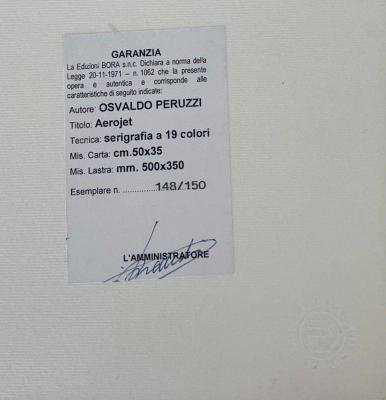 GARANZIA
La Edizioni BORA s.n.c. Dichiara a norma della
Legge 20-11-1971 – n. 1062 che la presente
opera è autentica e corrisponde alle
caratteristiche di seguito indicate:
Autore: OSVALDO PERUZZI
Titolo: Aerojet
Tecnica: serigrafia a 19 colori
Mis. Carta: cm.50x35
Mis. Lastra: mm. 500x350
Esemplare n. ...............148/150
L'AMMINISTRATORE